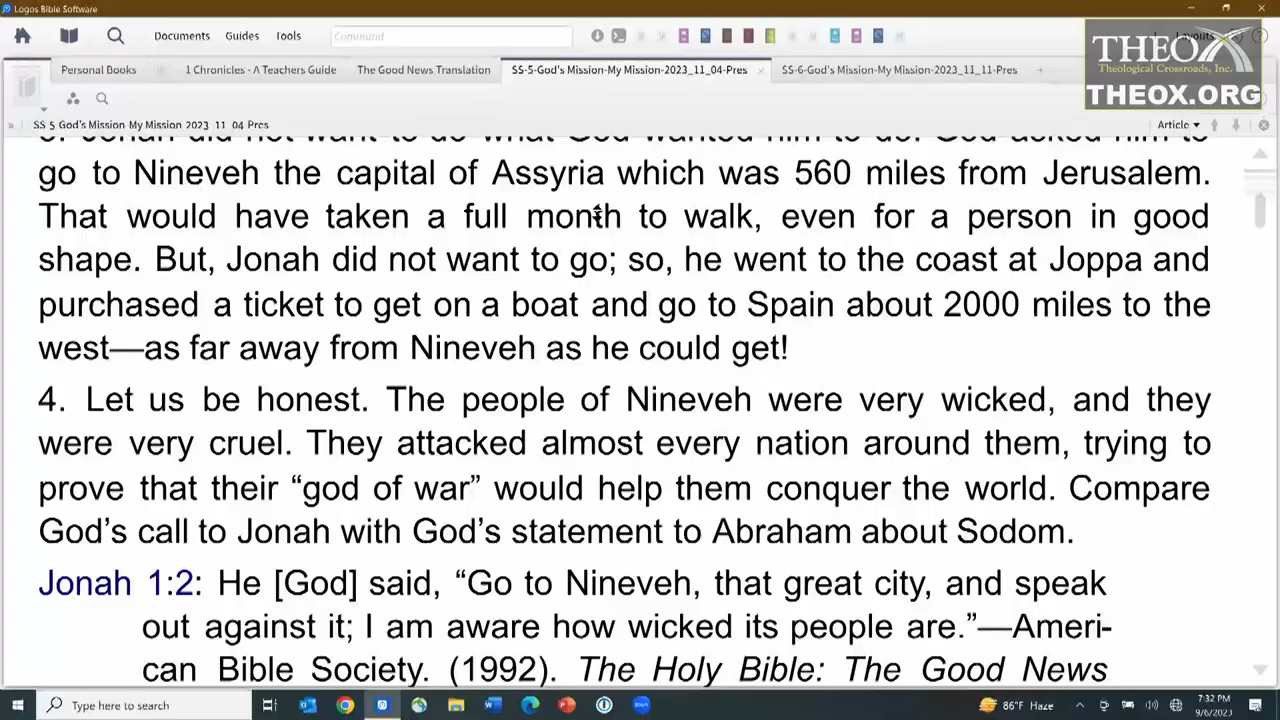 Logos Bible Software
Documents Guides Tools Command Layouts
THEOX
Theological Crossroads, Inc.
THEOX.ORG
Personal Books 1 Chronicles - A Teachers Guide The Good News Translation SS-5-God's Mission-My Mission-2023_11_04-Pres SS-6-God's Mission-My Mission-2023_11_11-Pres
SS 5 God's Mission My Mission 2023 11 04 Pres Article
go to Nineveh the capital of Assyria which was 560 miles from Jerusalem.
That would have taken a full month to walk, even for a person in good
shape. But, Jonah did not want to go; so, he went to the coast at Joppa and
purchased a ticket to get on a boat and go to Spain about 2000 miles to the
west—as far away from Nineveh as he could get!
4. Let us be honest. The people of Nineveh were very wicked, and they
were very cruel. They attacked almost every nation around them, trying to
prove that their “god of war” would help them conquer the world. Compare
God’s call to Jonah with God’s statement to Abraham about Sodom.
Jonah 1:2: He [God] said, “Go to Nineveh, that great city, and speak
out against it; I am aware how wicked its people are.”—Ameri-
can Bible Society. (1992). The Holy Bible: The Good News
Type here to search 86°F Haze 7:32 PM
9/6/2023